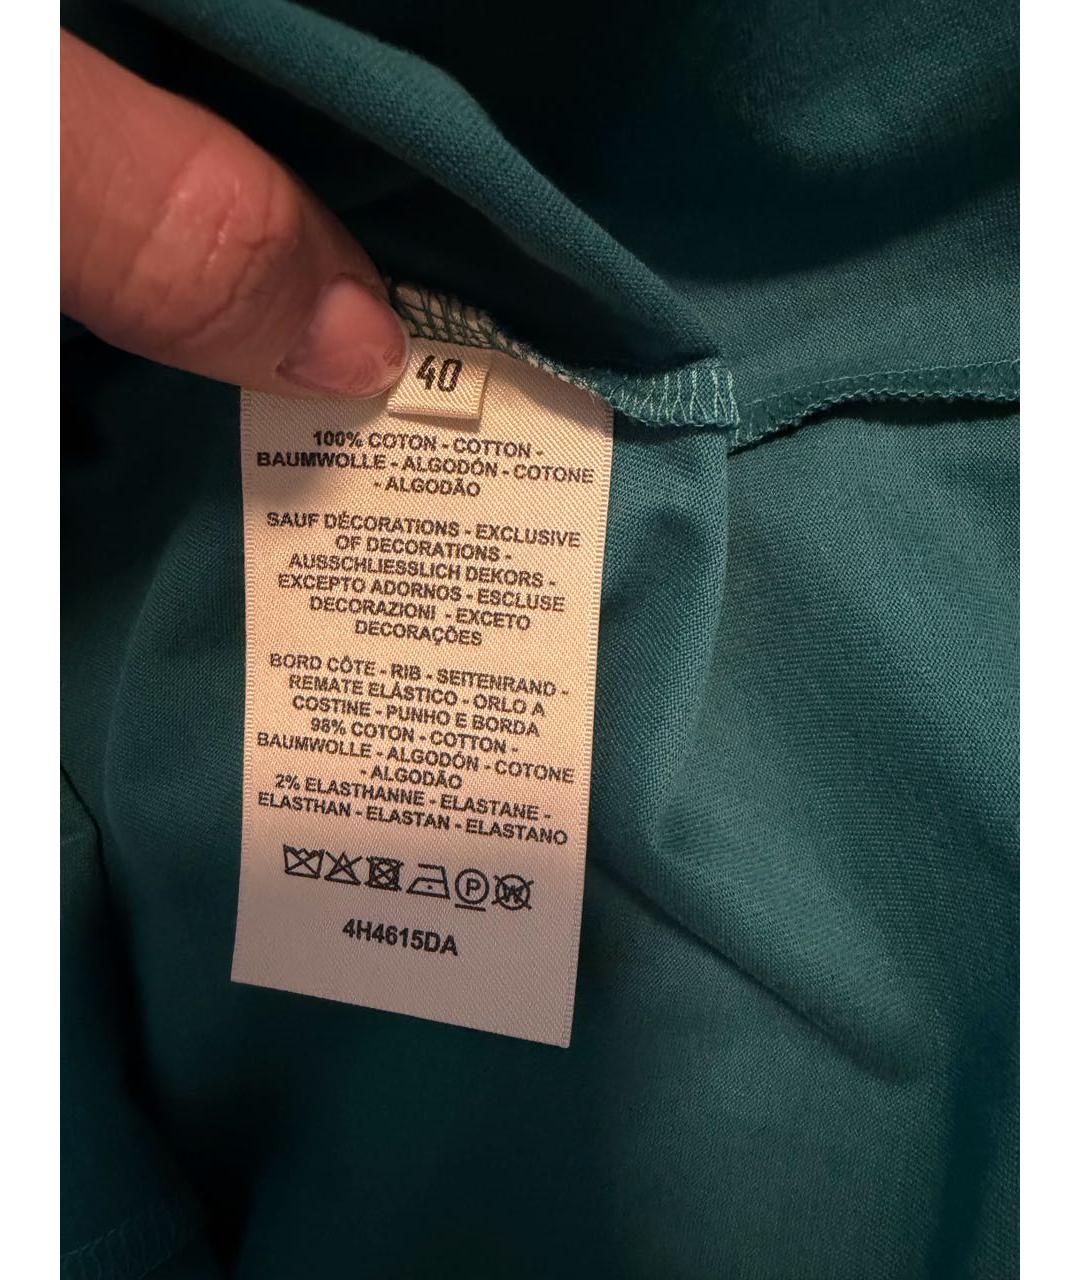 40
100% COTON - COTTON -
BAUMWOLLE - ALGODÓN - COTONE
- ALGODÃO
SAUF DÉCORATIONS - EXCLUSIVE
OF DECORATIONS -
AUSSCHLIESSLICH DEKORS -
EXCEPTO ADORNOS - ESCLUSE
DECORAZIONI - EXCETO
DECORAÇÕES
BORD CÔTE - RIB - SEITENRAND -
REMATE ELÁSTICO - ORLO A
COSTINE - PUNHO E BORDA
98% COTON - COTTON -
BAUMWOLLE - ALGODÓN - COTONE
- ALGODÃO
2% ELASTHANNE - ELASTANE -
ELASTHAN - ELASTAN - ELASTANO
P W
4H4615DA